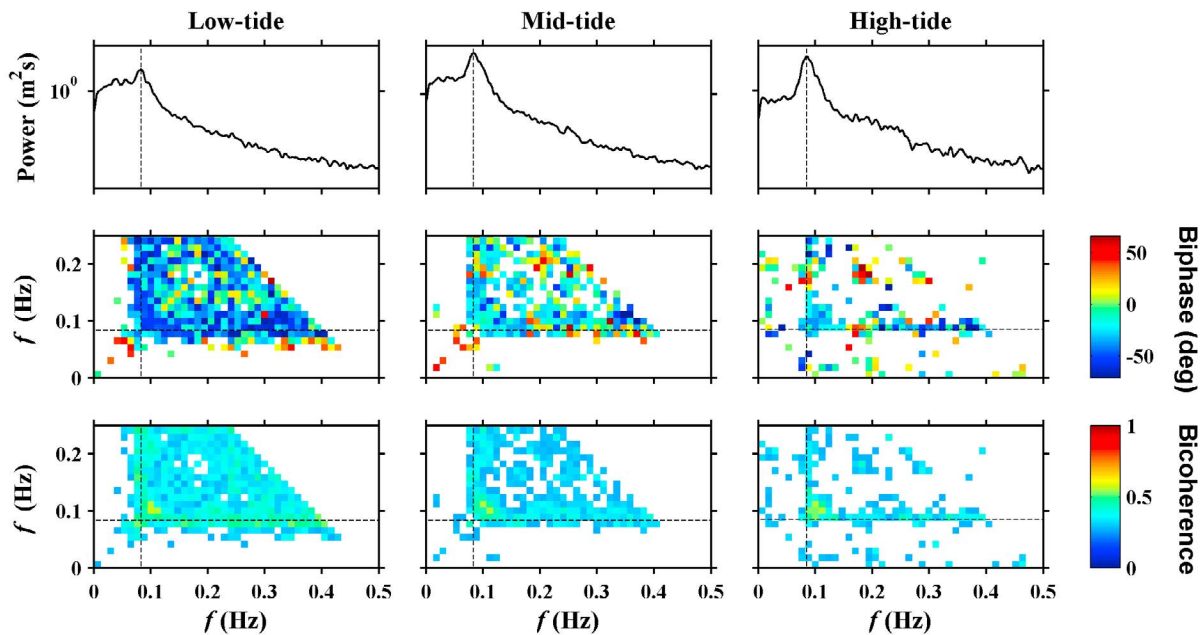 Low-tide Mid-tide High-tide
Power (m²s)
10⁰
f (Hz)
0.2
0.1
0
50
0
-50
Biphase (deg)
f (Hz)
0.2
0.1
0
1
0.5
0
Bicoherence
0 0.1 0.2 0.3 0.4 0.5 0 0.1 0.2 0.3 0.4 0.5 0 0.1 0.2 0.3 0.4 0.5
f (Hz) f (Hz) f (Hz)